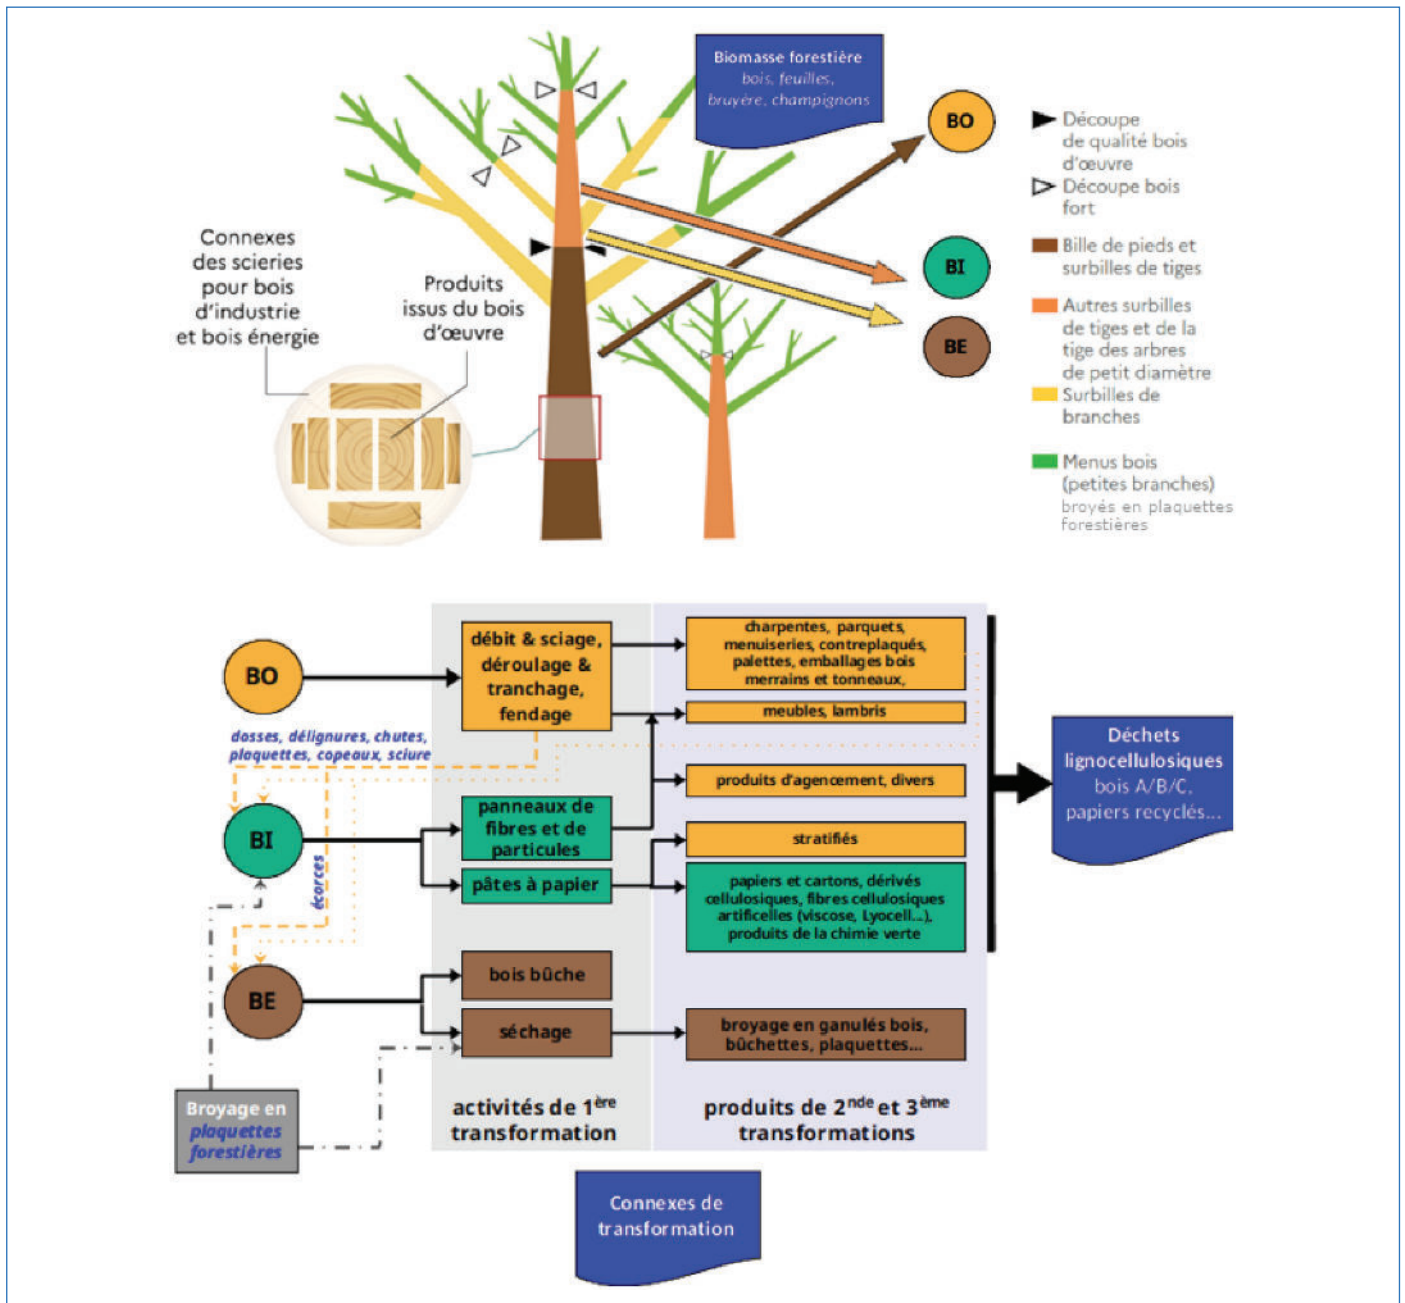 Biomasse forestière
bois, feuilles,
bruyère, champignons
BO
BI
BE
Découpe
de qualité bois
d'œuvre
Découpe bois
fort
Bille de pieds et
surbilles de tiges
Autres surbilles
de tiges et de la
tige des arbres
de petit diamètre
Surbilles de
branches
Menus bois
(petites branches)
broyés en plaquettes
forestières
Connexes
des scieries
pour bois
d'industrie
et bois énergie
Produits
issus du bois
d'œuvre
BO
débit & sciage,
déroulage &
tranchage,
fendage
charpentes, parquets,
menuiseries, contreplaqués,
palettes, emballages bois
merrains et tonneaux,
meubles, lambris
dosses, délignures, chutes,
plaquettes, copeaux, sciure
produits d'agencement, divers
BI
panneaux de
fibres et de
particules
stratifiés
pâtes à papier
papiers et cartons, dérivés
cellulosiques, fibres cellulosiques
artificelles (viscose, Lyocell...),
produits de la chimie verte
écorces
BE
bois bûche
séchage
broyage en ganulés bois,
bûchettes, plaquettes...
Déchets
lignocellulosiques
bois A/B/C,
papiers recyclés...
Broyage en
plaquettes
forestières
activités de 1ère
transformation
produits de 2nde et 3ème
transformations
Connexes de
transformation